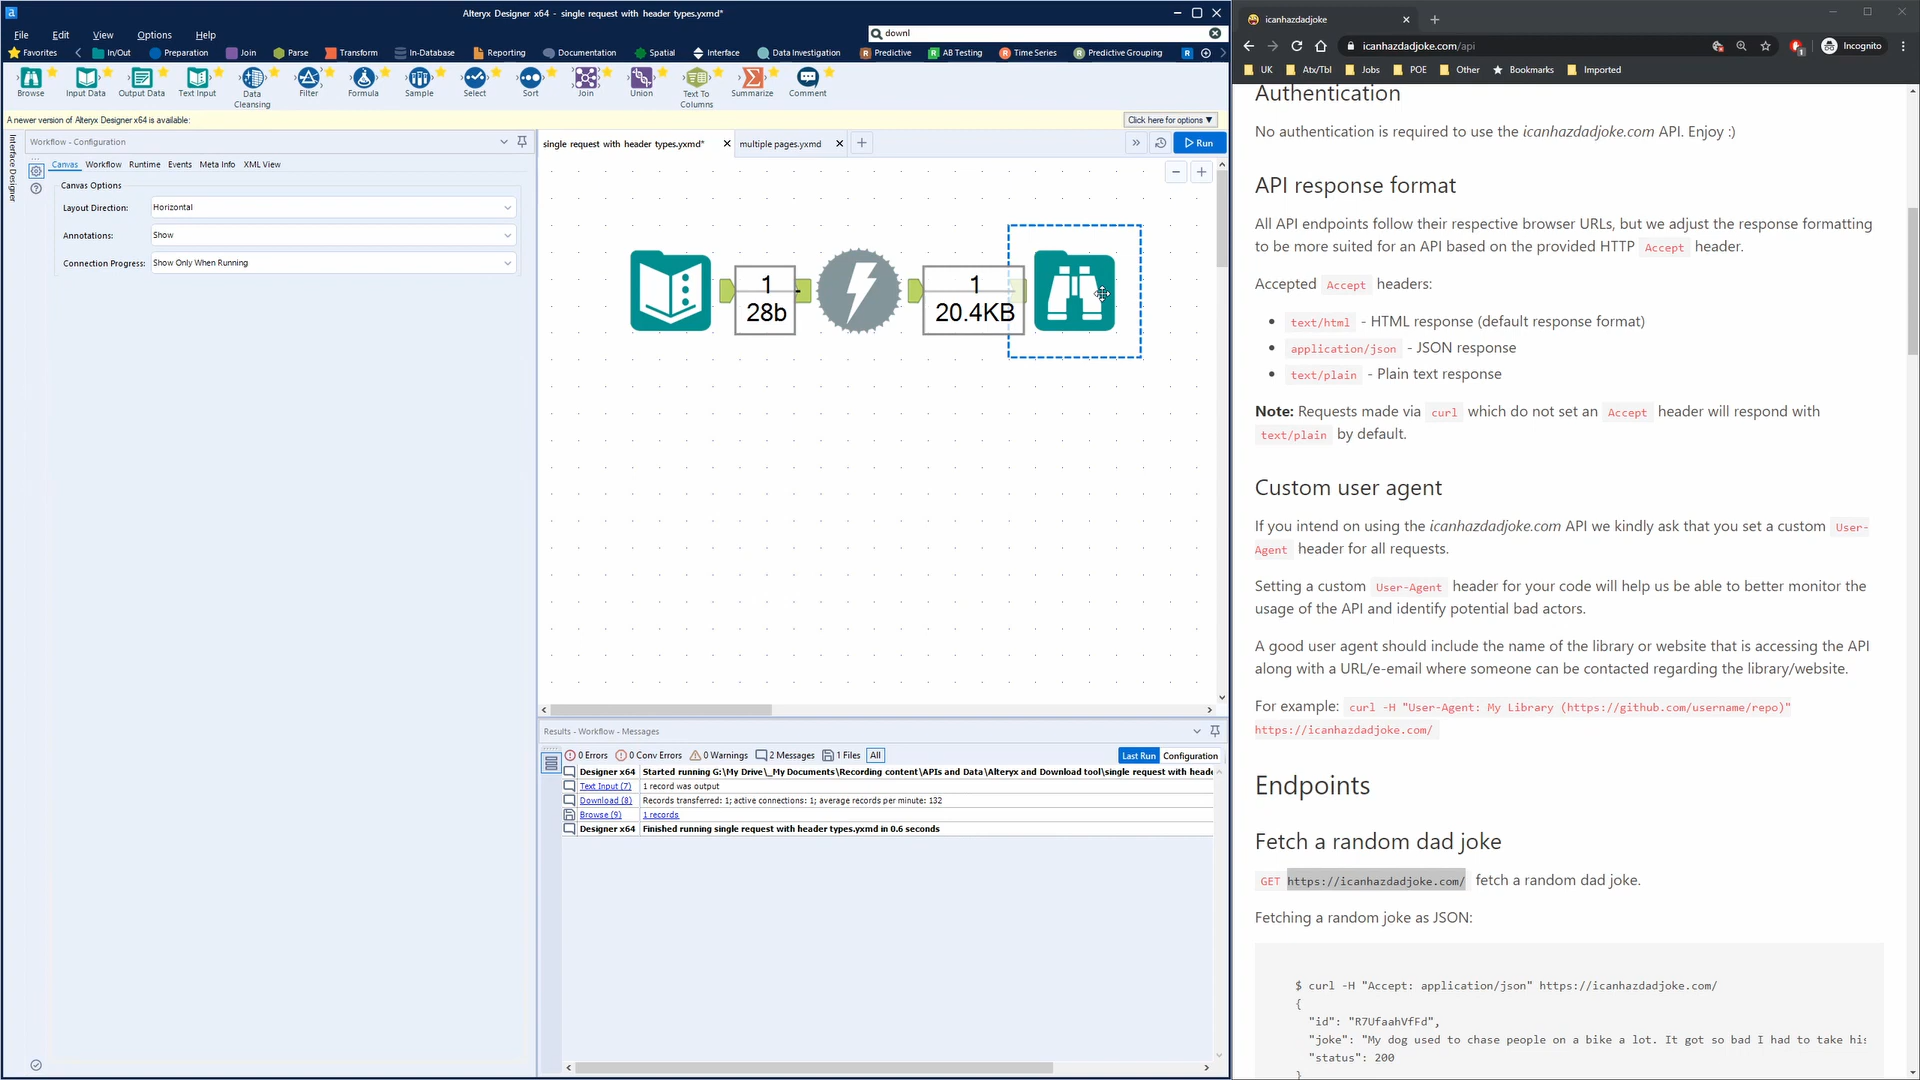 Alteryx Designer x64 - single request with header types.yxmd*
File Edit View Options Help
downl
Favorites In/Out Preparation Join Parse Transform In-Database Reporting Documentation Spatial Interface Data Investigation Predictive AB Testing Time Series Predictive Grouping
Browse Input Data Output Data Text Input Data Cleansing Filter Formula Sample Select Sort Join Union Text To Columns Summarize Comment
A newer version of Alteryx Designer x64 is available:
Click here for options ▼
Interface Designer
Workflow - Configuration
Canvas Workflow Runtime Events Meta Info XML View
Canvas Options
Layout Direction: Horizontal
Annotations: Show
Connection Progress: Show Only When Running
single request with header types.yxmd*
multiple pages.yxmd
Run
1
28b
1
20.4KB
Results - Workflow - Messages
0 Errors 0 Conv Errors 0 Warnings 2 Messages 1 Files All
Last Run Configuration
Designer x64 Started running G:\My Drive\_My Documents\Recording content\APIs and Data\Alteryx and Download tool\single request with heade
Text Input (7) 1 record was output
Download (8) Records transferred: 1; active connections: 1; average records per minute: 132
Browse (9) 1 records
Designer x64 Finished running single request with header types.yxmd in 0.6 seconds
icanhazdadjoke
icanhazdadjoke.com/api
Incognito
UK Atx/Tbl Jobs POE Other Bookmarks Imported
Authentication
No authentication is required to use the icanhazdadjoke.com API. Enjoy :)
API response format
All API endpoints follow their respective browser URLs, but we adjust the response formatting
to be more suited for an API based on the provided HTTP Accept header.
Accepted Accept headers:
• text/html - HTML response (default response format)
• application/json - JSON response
• text/plain - Plain text response
Note: Requests made via curl which do not set an Accept header will respond with
text/plain by default.
Custom user agent
If you intend on using the icanhazdadjoke.com API we kindly ask that you set a custom User-
Agent header for all requests.
Setting a custom User-Agent header for your code will help us be able to better monitor the
usage of the API and identify potential bad actors.
A good user agent should include the name of the library or website that is accessing the API
along with a URL/e-email where someone can be contacted regarding the library/website.
For example: curl -H "User-Agent: My Library (https://github.com/username/repo)"
https://icanhazdadjoke.com/
Endpoints
Fetch a random dad joke
GET https://icanhazdadjoke.com/ fetch a random dad joke.
Fetching a random joke as JSON:
$ curl -H "Accept: application/json" https://icanhazdadjoke.com/
{
"id": "R7UfaahVfFd",
"joke": "My dog used to chase people on a bike a lot. It got so bad I had to take his
"status": 200
}